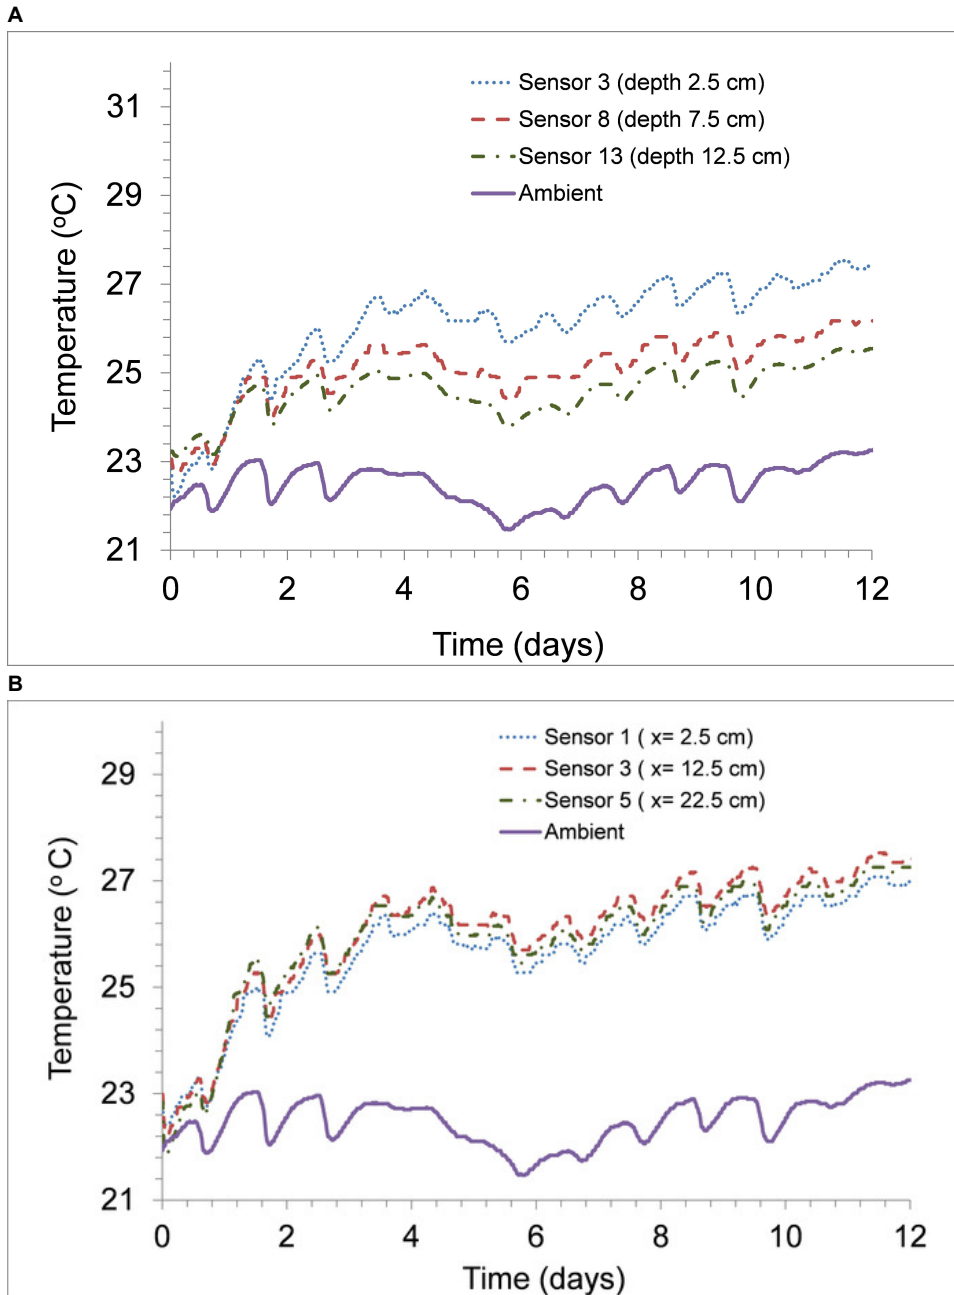 A
Sensor 3 (depth 2.5 cm)
Sensor 8 (depth 7.5 cm)
Sensor 13 (depth 12.5 cm)
Ambient
Temperature (ºC)
31
29
27
25
23
21
0 2 4 6 8 10 12
Time (days)
B
Sensor 1 ( x= 2.5 cm)
Sensor 3 ( x= 12.5 cm)
Sensor 5 ( x= 22.5 cm)
Ambient
Temperature (º C)
29
27
25
23
21
0 2 4 6 8 10 12
Time (days)